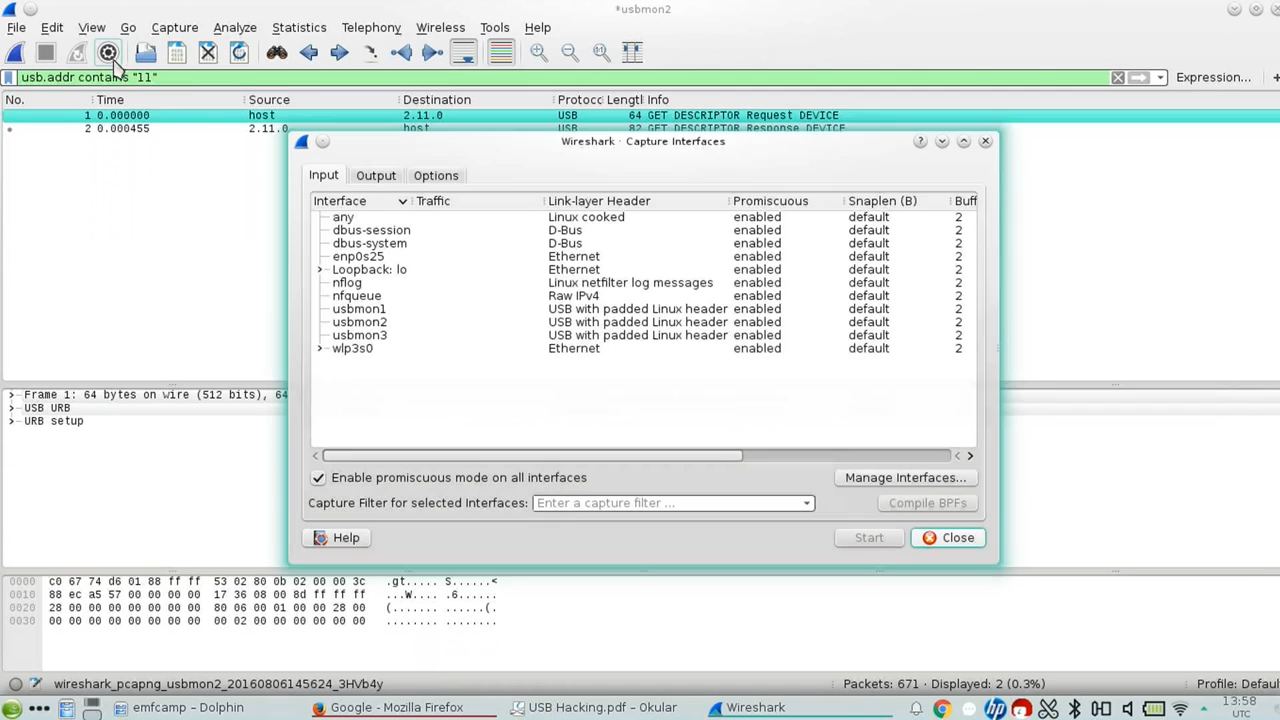 *usbmon2
File Edit View Go Capture Analyze Statistics Telephony Wireless Tools Help
usb.addr contains "11" Expression...
No. Time Source Destination Protocc Lengtl Info
1 0.000000 host 2.11.0 USB 64 GET DESCRIPTOR Request DEVICE
2 0.000455 2.11.0 host USB 82 GET DESCRIPTOR Response DEVICE
Wireshark · Capture Interfaces
Input Output Options
Interface Traffic Link-layer Header Promiscuous Snaplen (B) Buff
any Linux cooked enabled default 2
dbus-session D-Bus enabled default 2
dbus-system D-Bus enabled default 2
enp0s25 Ethernet enabled default 2
Loopback: lo Ethernet enabled default 2
nflog Linux netfilter log messages enabled default 2
nfqueue Raw IPv4 enabled default 2
usbmon1 USB with padded Linux header enabled default 2
usbmon2 USB with padded Linux header enabled default 2
usbmon3 USB with padded Linux header enabled default 2
wlp3s0 Ethernet enabled default 2
Enable promiscuous mode on all interfaces Manage Interfaces...
Capture Filter for selected Interfaces: Enter a capture filter ... Compile BPFs
Help Start Close
Frame 1: 64 bytes on wire (512 bits), 64
USB URB
URB setup
0000 c0 67 74 d6 01 88 ff ff 53 02 80 0b 02 00 00 3c .gt..... S......<
0010 88 ec a5 57 00 00 00 00 17 36 08 00 8d ff ff ff ...W.... .6......
0020 28 00 00 00 00 00 00 00 80 06 00 01 00 00 28 00 (....... ......(.
0030 00 00 00 00 00 00 00 00 00 02 00 00 00 00 00 00 ........ ........
wireshark_pcapng_usbmon2_20160806145624_3HVb4y Packets: 671 · Displayed: 2 (0.3%) Profile: Defau
emfcamp – Dolphin Google - Mozilla Firefox USB Hacking.pdf – Okular Wireshark 13:58
UTC